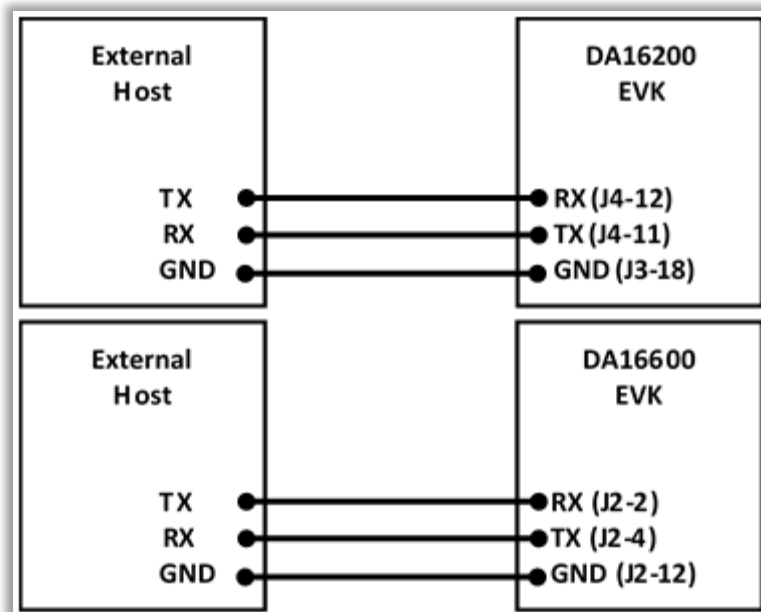 External
Host
DA16200
EVK
TX
RX (J4-12)
RX
TX (J4-11)
GND
GND (J3-18)
External
Host
DA16600
EVK
TX
RX (J2-2)
RX
TX (J2-4)
GND
GND (J2-12)